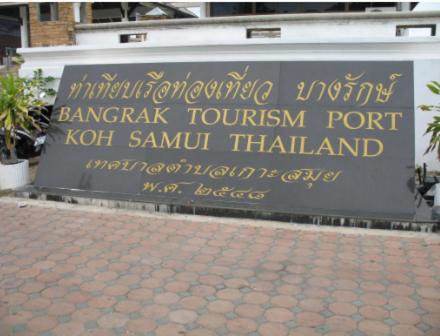 ท่าเทียบเรือท่องเที่ยว บางรักษ์
BANGRAK TOURISM PORT
KOH SAMUI THAILAND
เทศบาลตำบลเกาะสมุย
พ.ศ. ๒๕๔๘